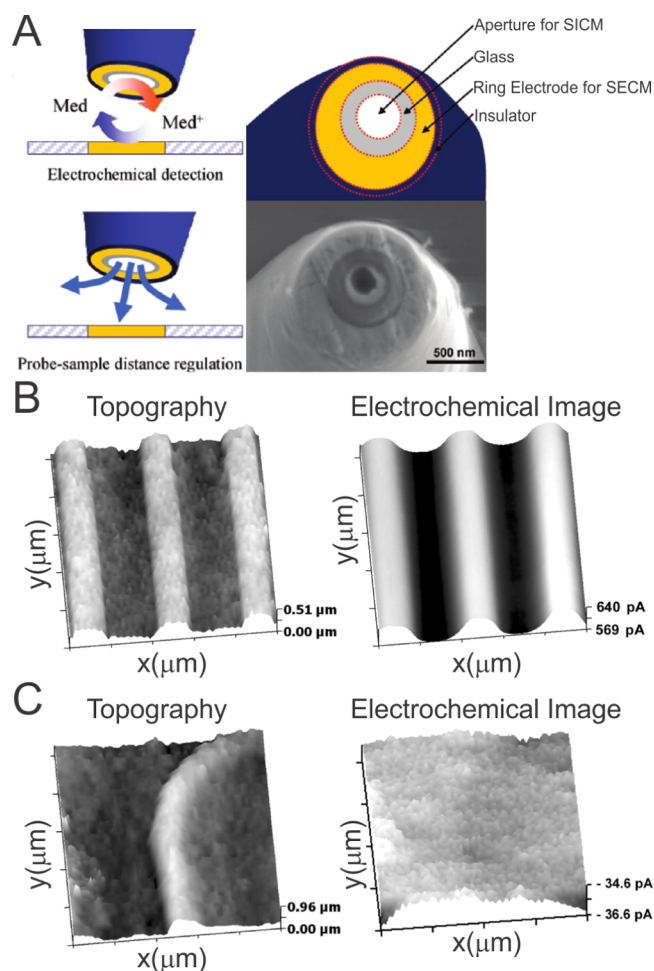 A
Med
Med+
Electrochemical detection
Probe-sample distance regulation
Aperture for SICM
Glass
Ring Electrode for SECM
Insulator
500 nm
B
Topography
y(µm)
x(µm)
0.51 µm
0.00 µm
Electrochemical Image
y(µm)
x(µm)
640 pA
569 pA
C
Topography
y(µm)
x(µm)
0.96 µm
0.00 µm
Electrochemical Image
y(µm)
x(µm)
- 34.6 pA
- 36.6 pA